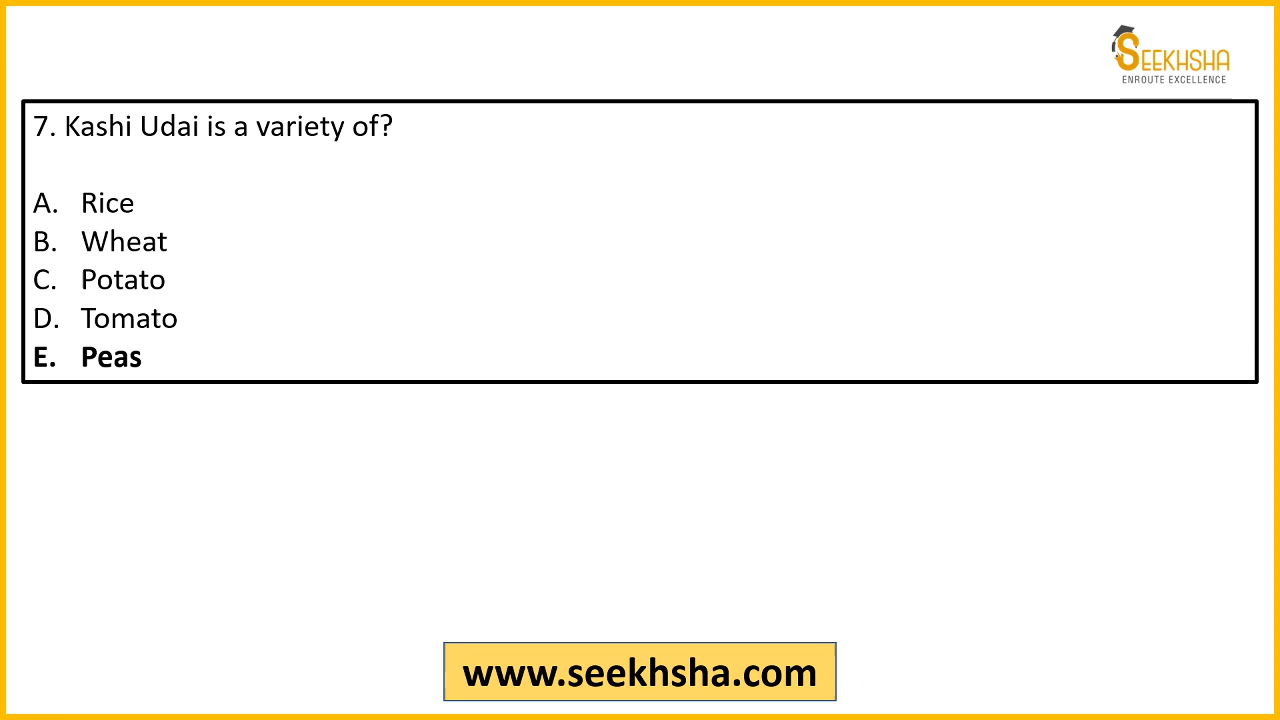 SEEKHSHA
ENROUTE EXCELLENCE
7. Kashi Udai is a variety of?
A. Rice
B. Wheat
C. Potato
D. Tomato
E. Peas
www.seekhsha.com